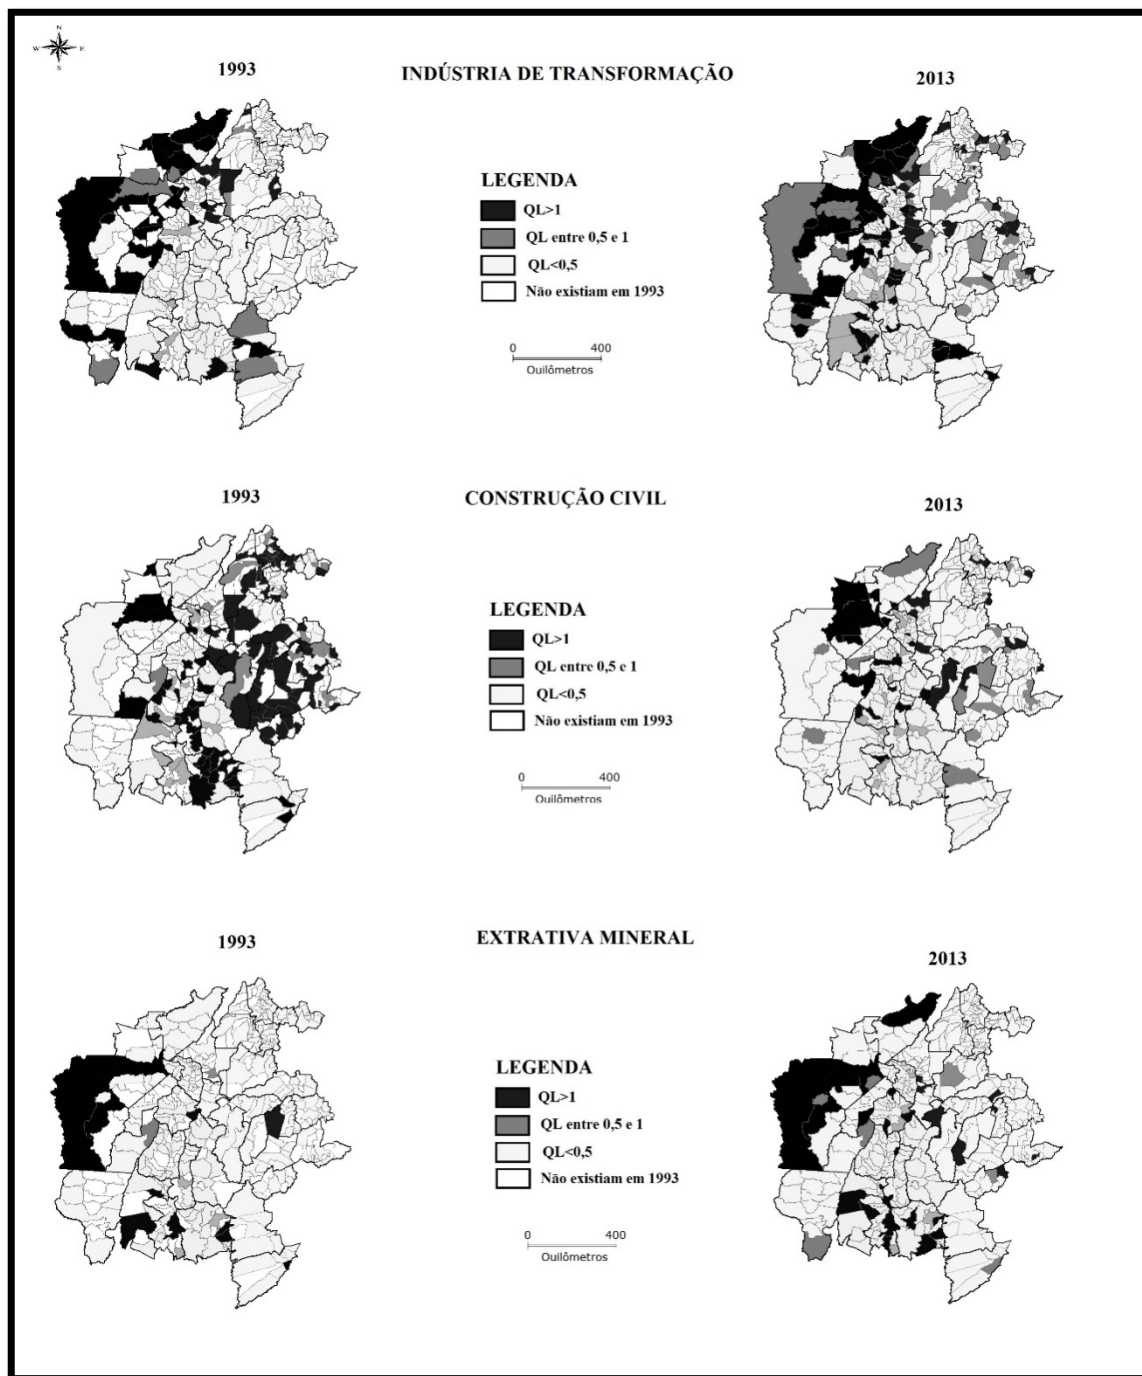 N
W E
S
1993
INDÚSTRIA DE TRANSFORMAÇÃO
2013
LEGENDA
QL>1
QL entre 0,5 e 1
QL<0,5
Não existiam em 1993
0 400
Ouilômetros
1993
CONSTRUÇÃO CIVIL
2013
LEGENDA
QL>1
QL entre 0,5 e 1
QL<0,5
Não existiam em 1993
0 400
Ouilômetros
1993
EXTRATIVA MINERAL
2013
LEGENDA
QL>1
QL entre 0,5 e 1
QL<0,5
Não existiam em 1993
0 400
Ouilômetros